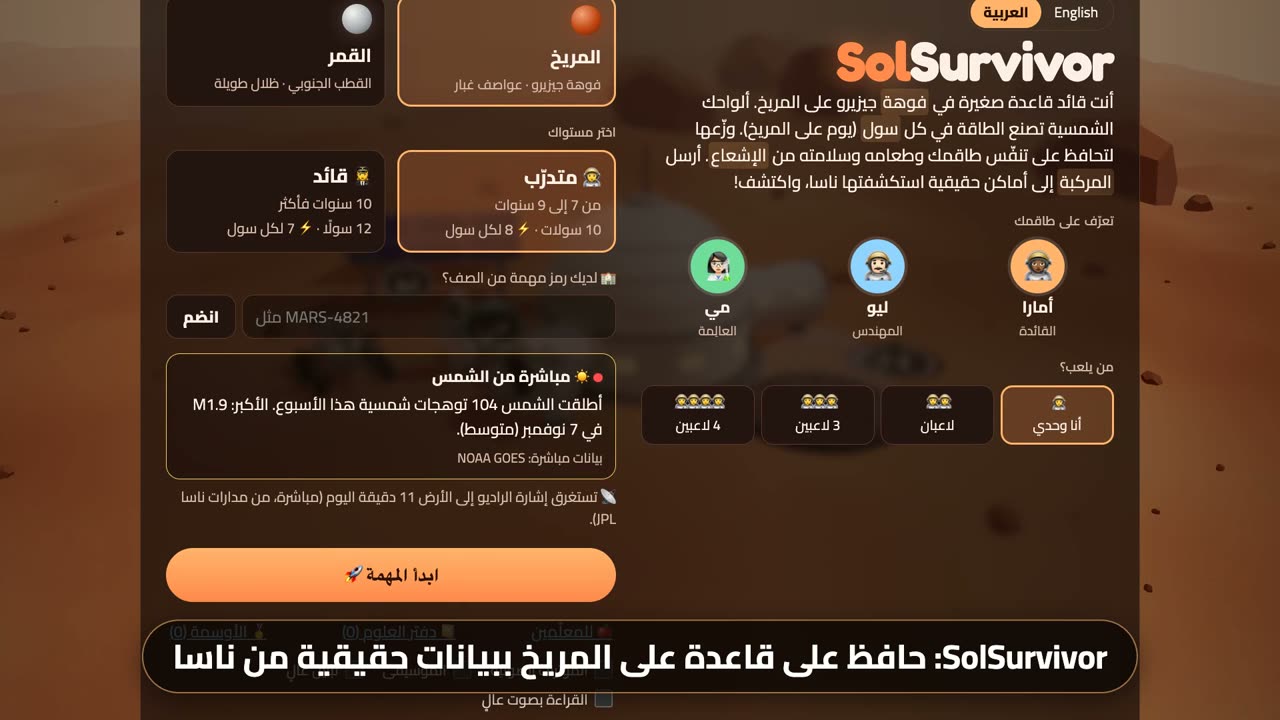 English
العربية
SolSurvivor
أنت قائد قاعدة صغيرة في فوهة جيزيرو على المريخ. ألواحك
الشمسية تصنع الطاقة في كل سول (يوم على المريخ). وزّعها
لتحافظ على تنفّس طاقمك وطعامه وسلامته من الإشعاع. أرسل
المركبة إلى أماكن حقيقية استكشفتها ناسا، واكتشف!
تعرّف على طاقمك
أمارا
القائدة
ليو
المهندس
مي
العالِمة
من يلعب؟
أنا وحدي
لاعبان
3 لاعبين
4 لاعبين
المريخ
فوهة جيزيرو · عواصف غبار
القمر
القطب الجنوبي · ظلال طويلة
اختر مستواك
متدرّب
من 7 إلى 9 سنوات
10 سولات · ⚡ 8 لكل سول
قائد
10 سنوات فأكثر
12 سولًا · ⚡ 7 لكل سول
لديك رمز مهمة من الصف؟
مثل MARS-4821
انضم
مباشرة من الشمس
أطلقت الشمس 104 توهجات شمسية هذا الأسبوع. الأكبر: M1.9
في 7 نوفمبر (متوسط).
بيانات مباشرة: NOAA GOES
تستغرق إشارة الراديو إلى الأرض 11 دقيقة اليوم (مباشرة، من مدارات ناسا
JPL).
ابدأ المهمة 🚀
للمعلّمين
دفتر العلوم (0)
الأوسمة (0)
SolSurvivor: حافظ على قاعدة على المريخ ببيانات حقيقية من ناسا
القراءة بصوت عالٍ